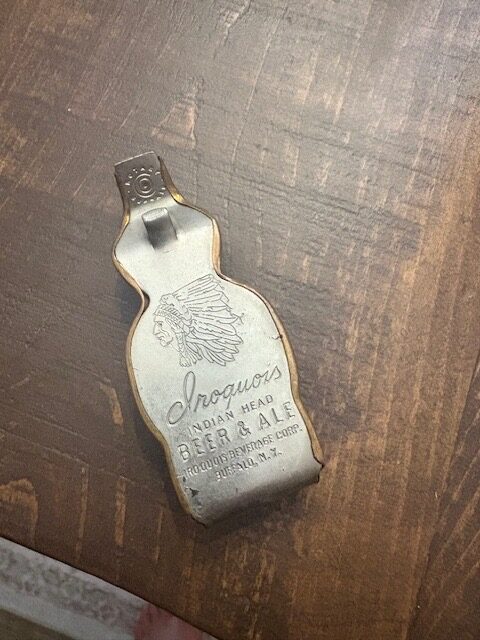 Iroquois
INDIAN HEAD
BEER & ALE
IROQUOIS BEVERAGE CORP.
BUFFALO, N.Y.